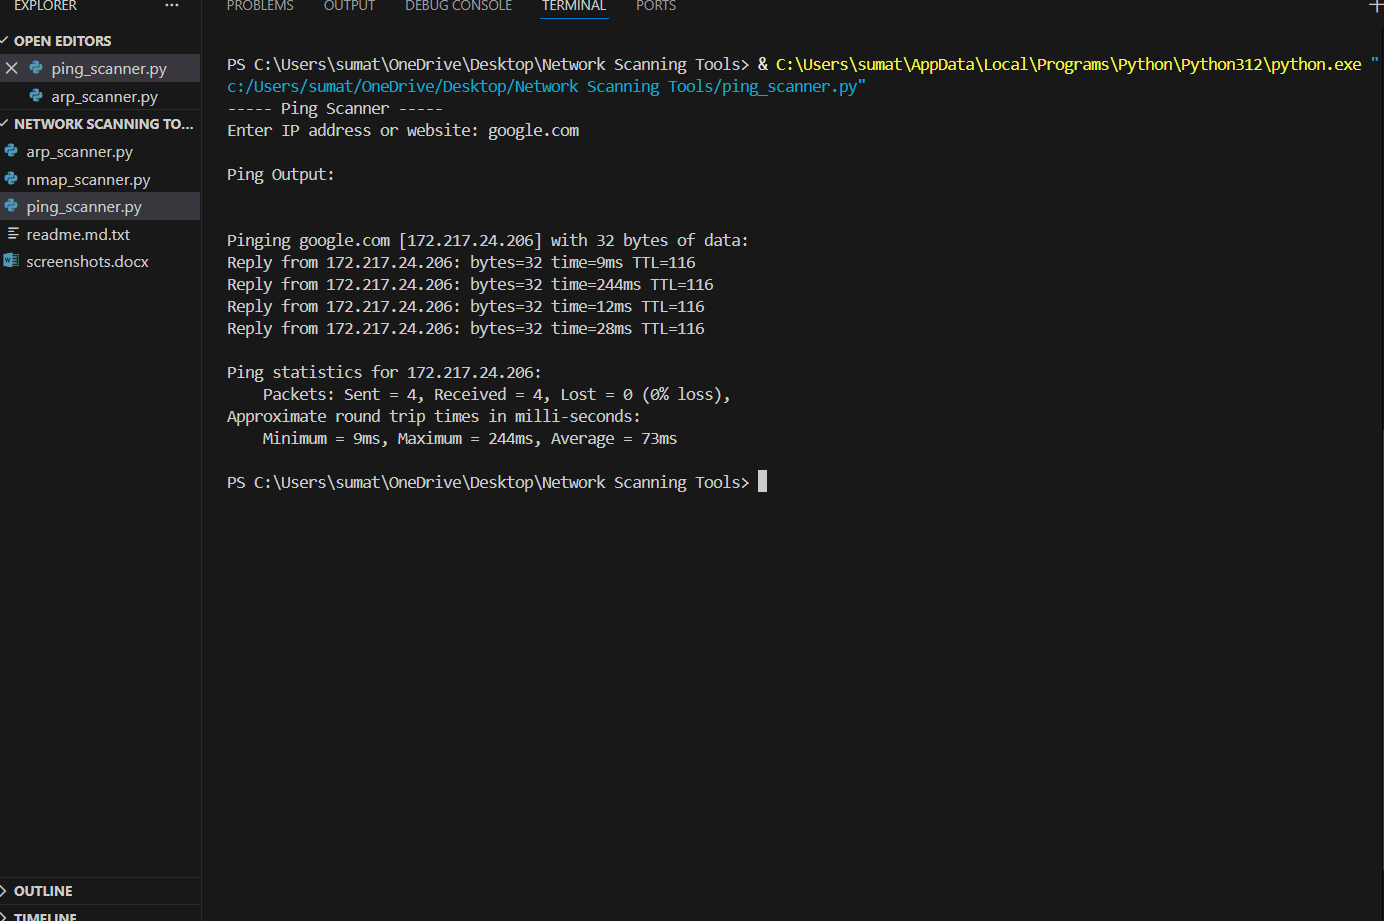 EXPLORER
···
OPEN EDITORS
ping_scanner.py
arp_scanner.py
NETWORK SCANNING TO...
arp_scanner.py
nmap_scanner.py
ping_scanner.py
readme.md.txt
screenshots.docx
OUTLINE
TIMELINE
PROBLEMS OUTPUT DEBUG CONSOLE TERMINAL PORTS
PS C:\Users\sumat\OneDrive\Desktop\Network Scanning Tools> & C:\Users\sumat\AppData\Local\Programs\Python\Python312\python.exe "
c:/Users/sumat/OneDrive/Desktop/Network Scanning Tools/ping_scanner.py"
----- Ping Scanner -----
Enter IP address or website: google.com
Ping Output:
Pinging google.com [172.217.24.206] with 32 bytes of data:
Reply from 172.217.24.206: bytes=32 time=9ms TTL=116
Reply from 172.217.24.206: bytes=32 time=244ms TTL=116
Reply from 172.217.24.206: bytes=32 time=12ms TTL=116
Reply from 172.217.24.206: bytes=32 time=28ms TTL=116
Ping statistics for 172.217.24.206:
    Packets: Sent = 4, Received = 4, Lost = 0 (0% loss),
Approximate round trip times in milli-seconds:
    Minimum = 9ms, Maximum = 244ms, Average = 73ms
PS C:\Users\sumat\OneDrive\Desktop\Network Scanning Tools>